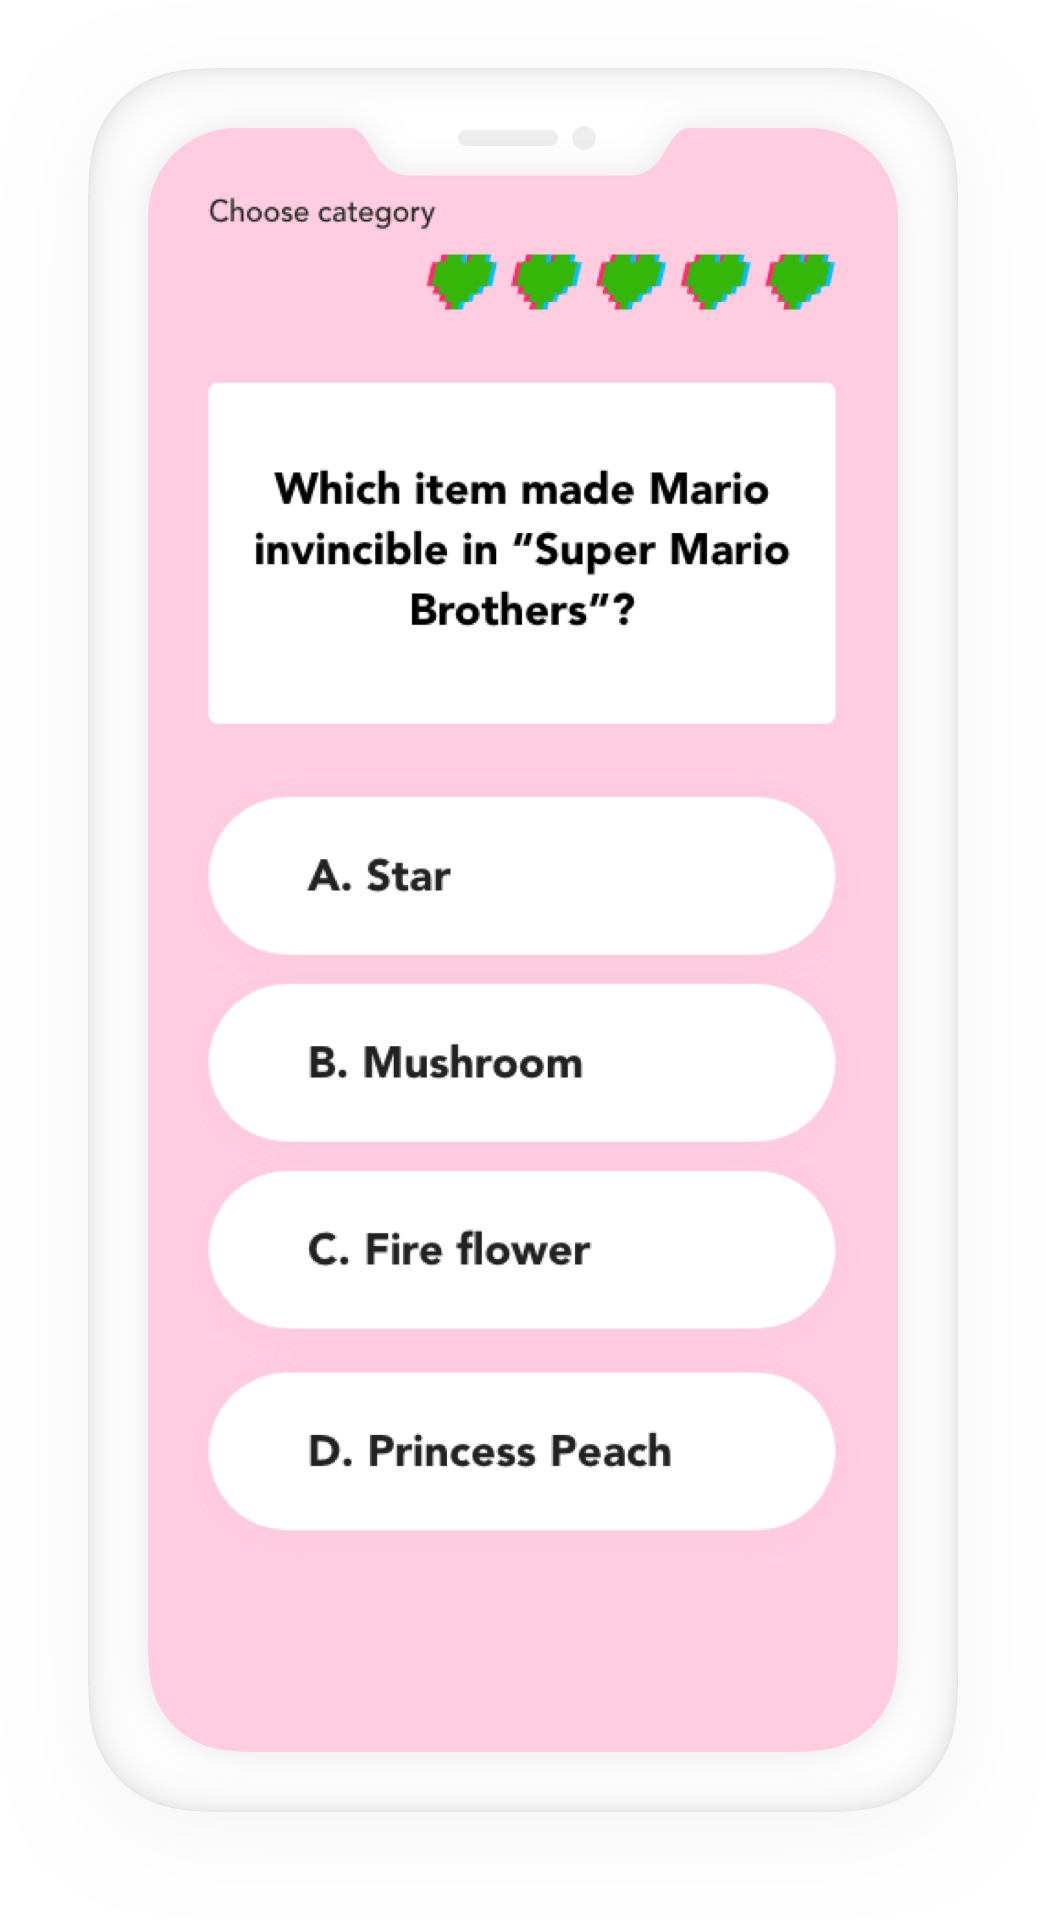 Choose category
Which item made Mario
invincible in “Super Mario
Brothers”?
A. Star
B. Mushroom
C. Fire flower
D. Princess Peach